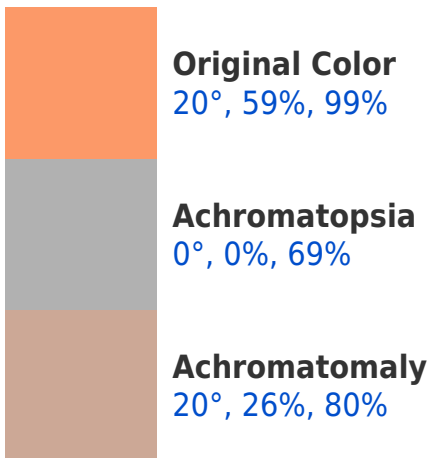 Original Color
20°, 59%, 99%
Achromatopsia
0°, 0%, 69%
Achromatomaly
20°, 26%, 80%